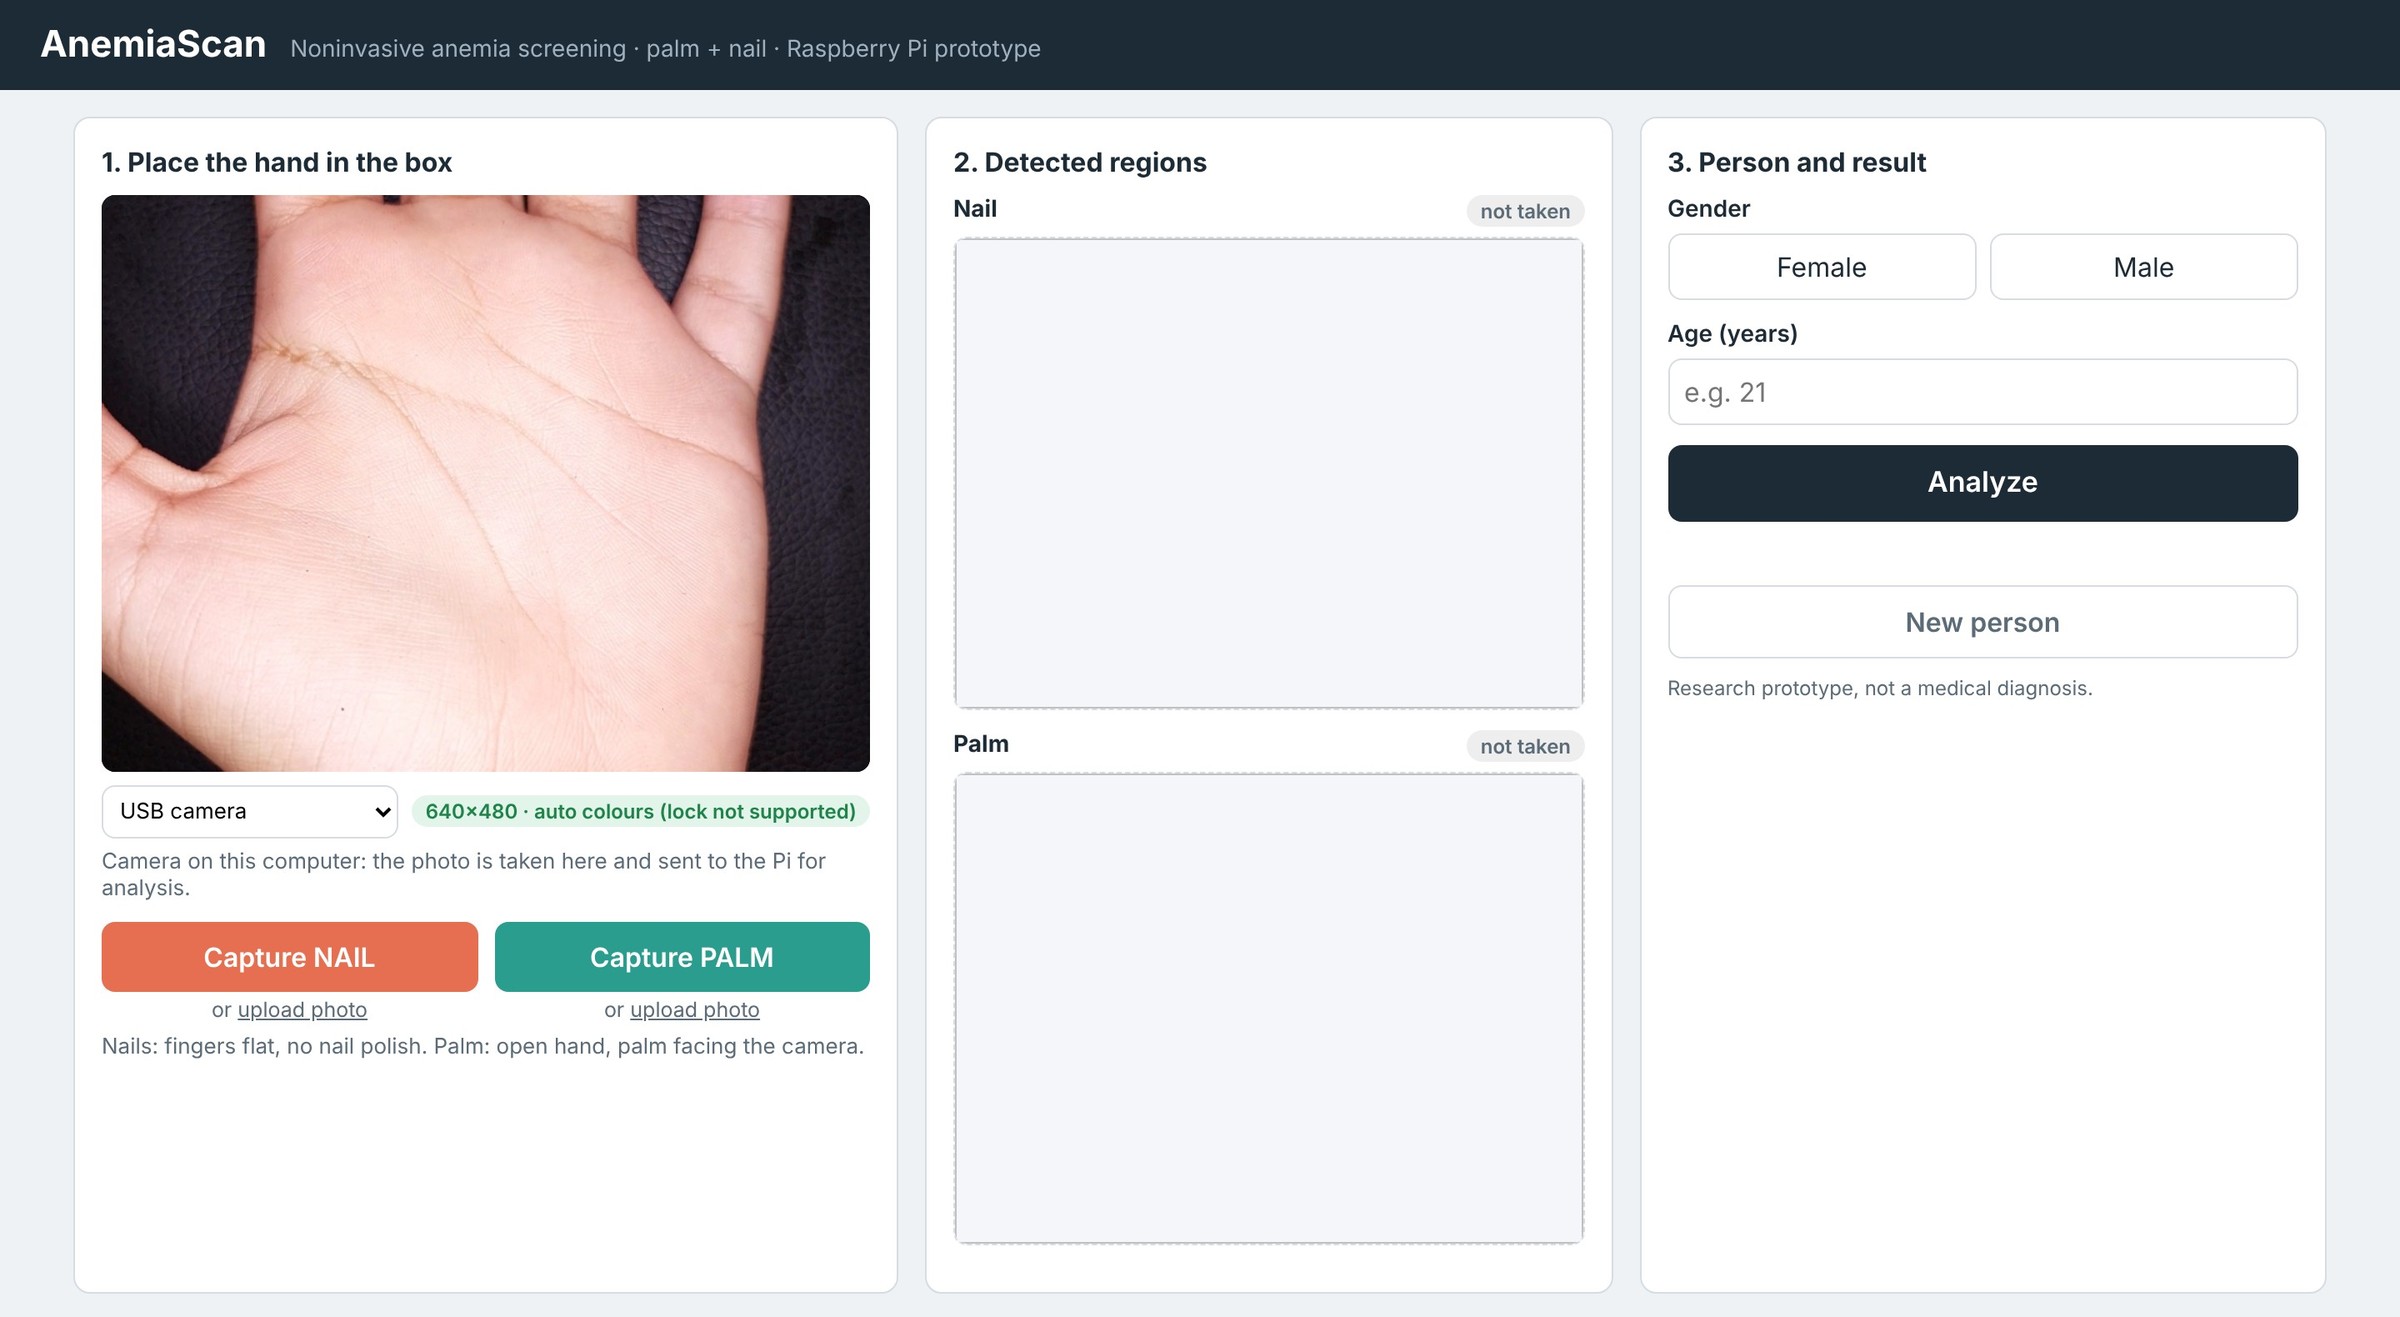 AnemiaScan Noninvasive anemia screening · palm + nail · Raspberry Pi prototype
1. Place the hand in the box
USB camera 640×480 · auto colours (lock not supported)
Camera on this computer: the photo is taken here and sent to the Pi for
analysis.
Capture NAIL Capture PALM
or upload photo or upload photo
Nails: fingers flat, no nail polish. Palm: open hand, palm facing the camera.
2. Detected regions
Nail not taken
Palm not taken
3. Person and result
Gender
Female Male
Age (years)
e.g. 21
Analyze
New person
Research prototype, not a medical diagnosis.